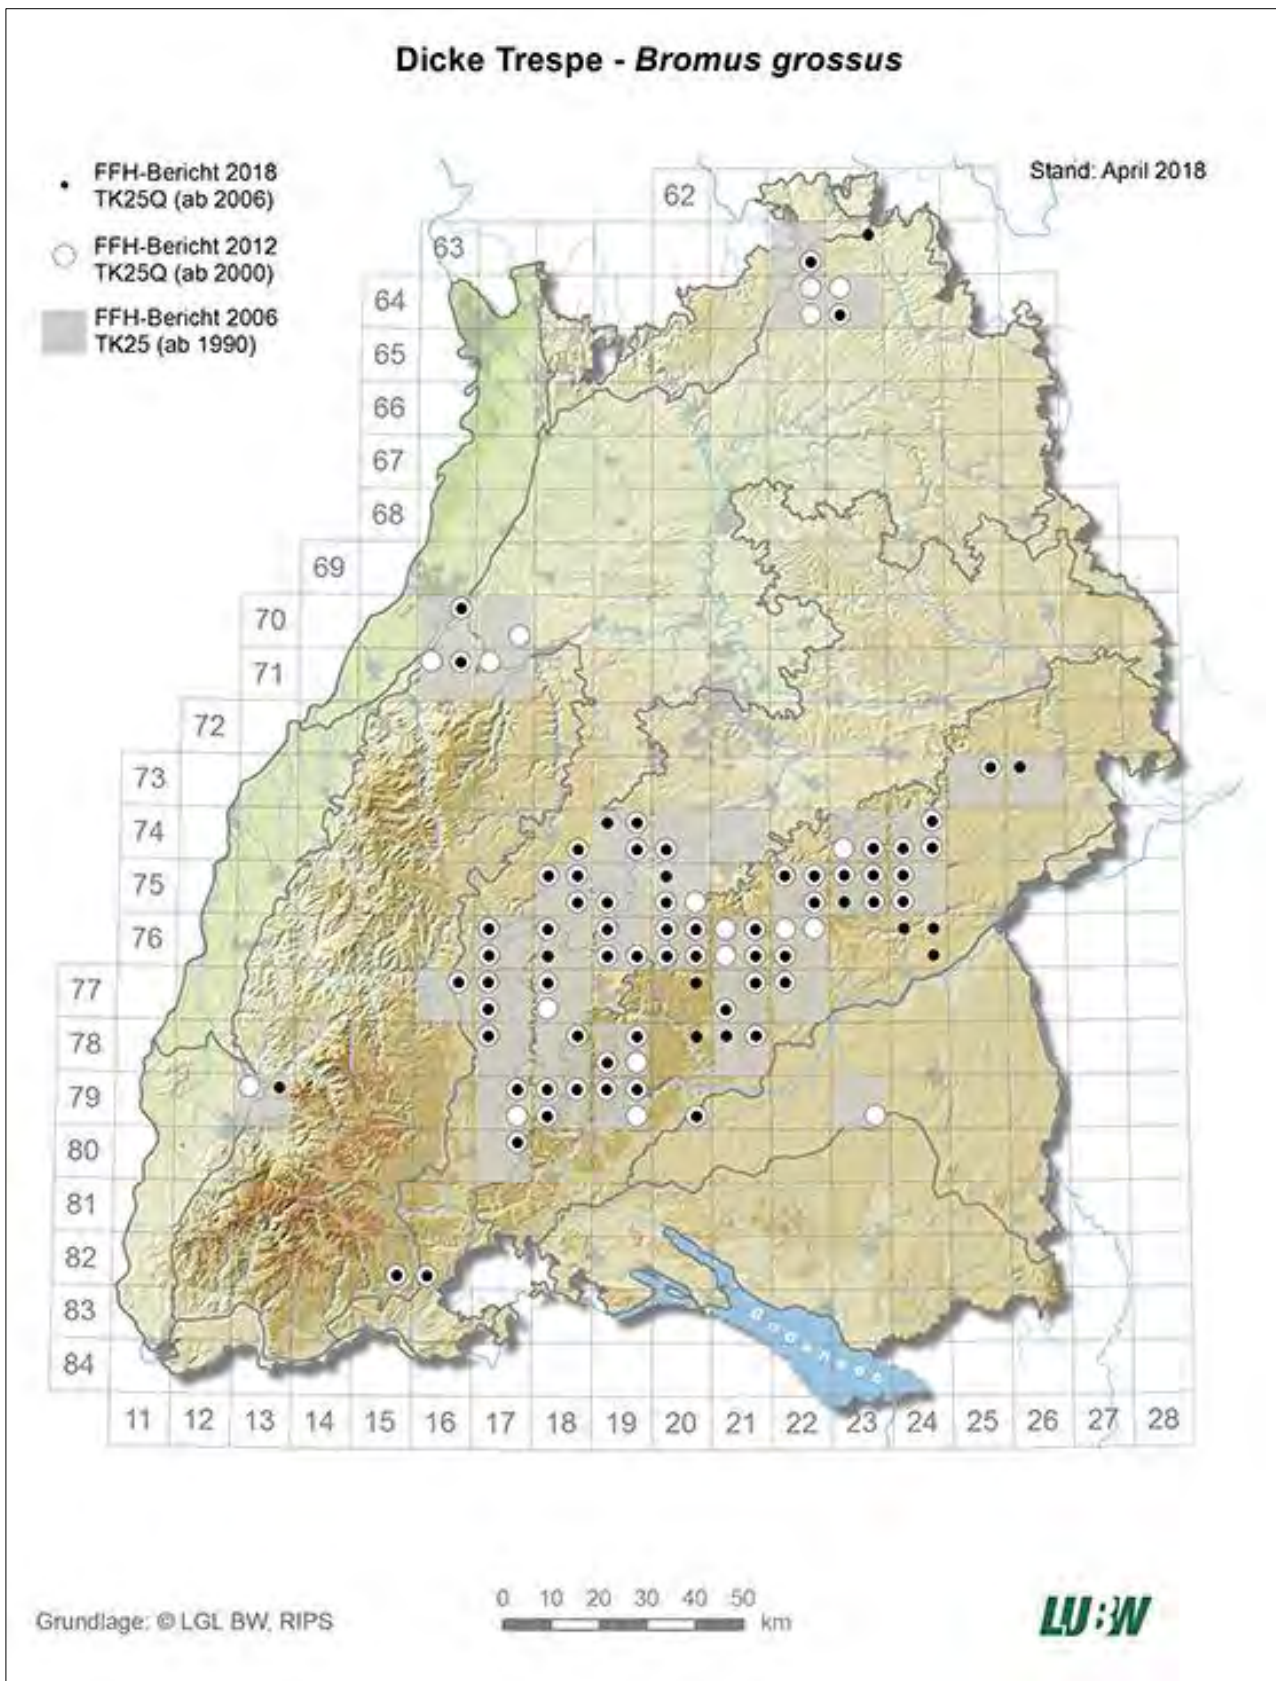 Dicke Trespe - Bromus grossus
FFH-Bericht 2018
TK25Q (ab 2006)
FFH-Bericht 2012
TK25Q (ab 2000)
FFH-Bericht 2006
TK25 (ab 1990)
Stand: April 2018
62
63
64
65
66
67
68
69
70
71
72
73
74
75
76
77
78
79
80
81
82
83
84
Bodensee
11 12 13 14 15 16 17 18 19 20 21 22 23 24 25 26 27 28
0 10 20 30 40 50
km
Grundlage: © LGL BW, RIPS
LUBW